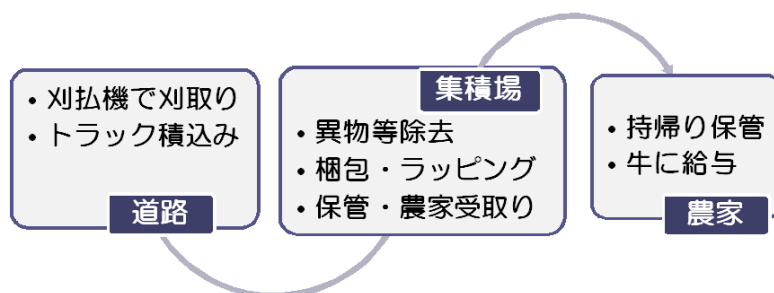 ・刈払機で刈取り
・トラック積込み
道路
集積場
・異物等除去
・梱包・ラッピング
・保管・農家受取り
・持帰り保管
・牛に給与
農家